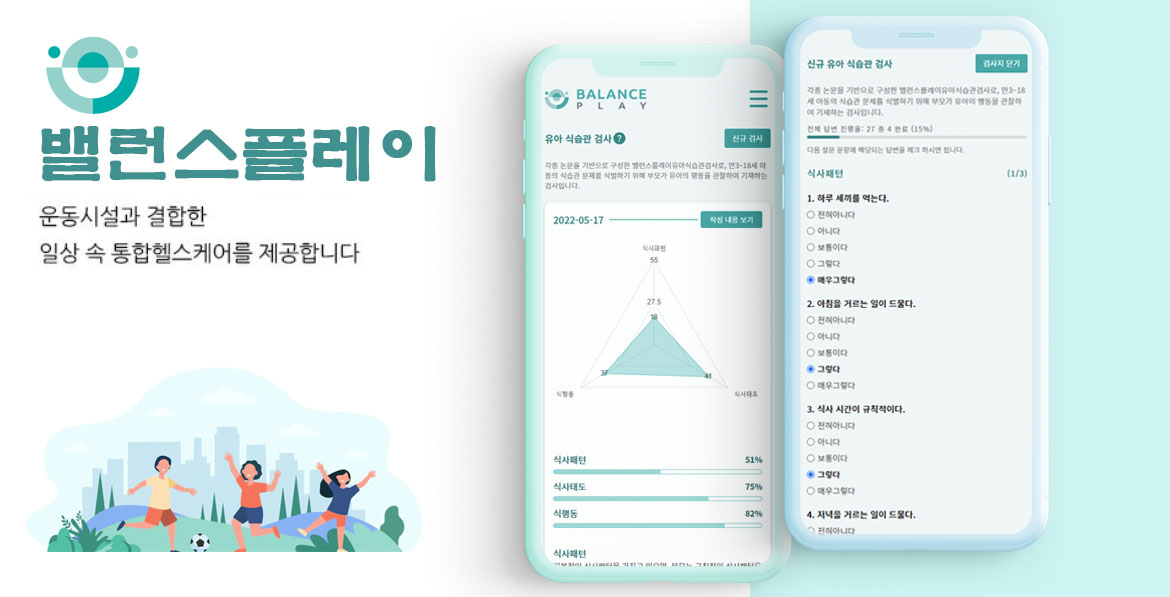 밸런스플레이
운동시설과 결합한
일상 속 통합헬스케어를 제공합니다
BALANCE
PLAY
유아 식습관 검사 ?
신규 검사
각종 논문을 기반으로 구성한 밸런스플레이유아식습관검사로, 만3~18세 아
동의 식습관 문제를 식별하기 위해 부모가 유아의 행동을 관찰하여 기재하는
검사입니다.
2022-05-17
작성 내용 보기
식사패턴
55
27.5
18
37
41
식행동
식사태도
식사패턴
51%
식사태도
75%
식행동
82%
식사패턴
신규 유아 식습관 검사
검사지 닫기
각종 논문을 기반으로 구성한 밸런스플레이유아식습관검사로, 만3~18
세 아동의 식습관 문제를 식별하기 위해 부모가 유아의 행동을 관찰하
여 기재하는 검사입니다.
전체 답변 진행율: 27 중 4 완료 (15%)
다음 설문 문항에 해당되는 답변을 체크 하시면 됩니다.
식사패턴
(1/3)
1. 하루 세끼를 먹는다.
전혀아니다
아니다
보통이다
그렇다
매우그렇다
2. 아침을 거르는 일이 드물다.
전혀아니다
아니다
보통이다
그렇다
매우그렇다
3. 식사 시간이 규칙적이다.
전혀아니다
아니다
보통이다
그렇다
매우그렇다
4. 저녁을 거르는 일이 드물다.
전혀아니다